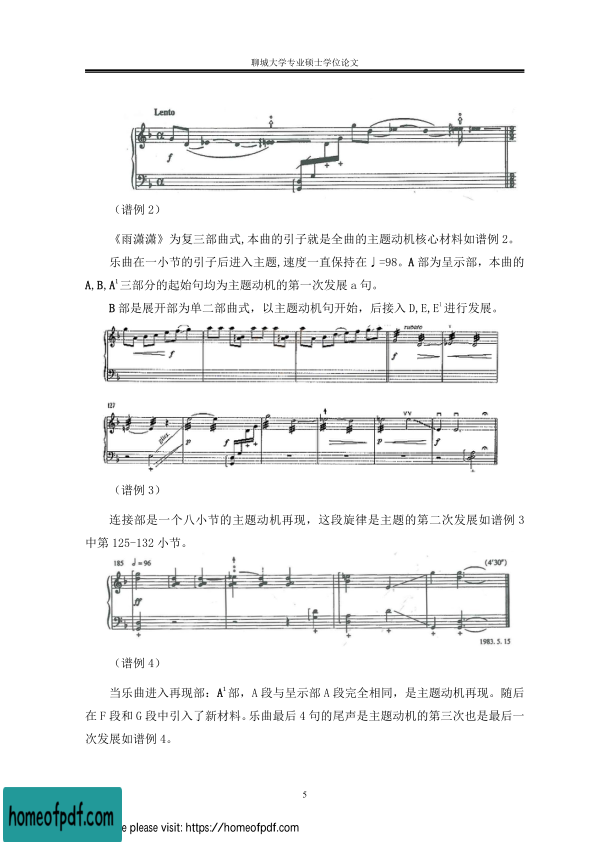 聊城大学专业硕士学位论文
Lento
f
（谱例 2）
《雨潇潇》为复三部曲式,本曲的引子就是全曲的主题动机核心材料如谱例 2。
乐曲在一小节的引子后进入主题,速度一直保持在♩=98。A 部为呈示部，本曲的
A,B,A¹三部分的起始句均为主题动机的第一次发展 a 句。
B 部是展开部为单二部曲式，以主题动机句开始，后接入 D,E,E¹进行发展。
rubato
f f f
127
gliss
p f p f
（谱例 3）
连接部是一个八小节的主题动机再现，这段旋律是主题的第二次发展如谱例 3
中第 125-132 小节。
185 ♩=96 (4'30")
ff
1983. 5. 15
（谱例 4）
当乐曲进入再现部：A¹部，A 段与呈示部 A 段完全相同，是主题动机再现。随后
在 F 段和 G 段中引入了新材料。乐曲最后 4 句的尾声是主题动机的第三次也是最后一
次发展如谱例 4。
5
homeofpdf.com
e please visit: https://homeofpdf.com